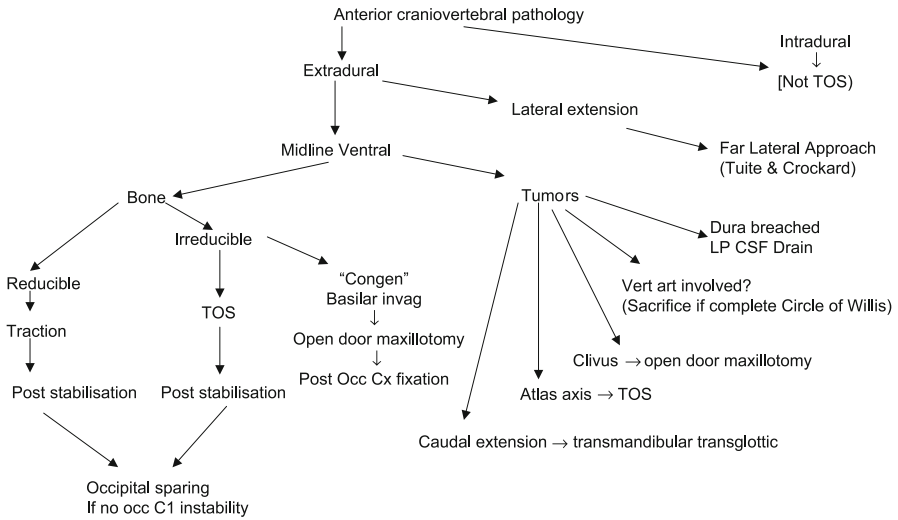 Anterior craniovertebral pathology
Intradural
↓
[Not TOS)
Extradural
Lateral extension
Far Lateral Approach
(Tuite & Crockard)
Midline Ventral
Bone
Tumors
Dura breached
LP CSF Drain
Irreducible
Reducible
"Congen"
Basilar invag
↓
Vert art involved?
(Sacrifice if complete Circle of Willis)
TOS
Traction
Open door maxillotomy
↓
Clivus → open door maxillotomy
Post Occ Cx fixation
Post stabilisation
Post stabilisation
Atlas axis → TOS
Caudal extension → transmandibular transglottic
Occipital sparing
If no occ C1 instability